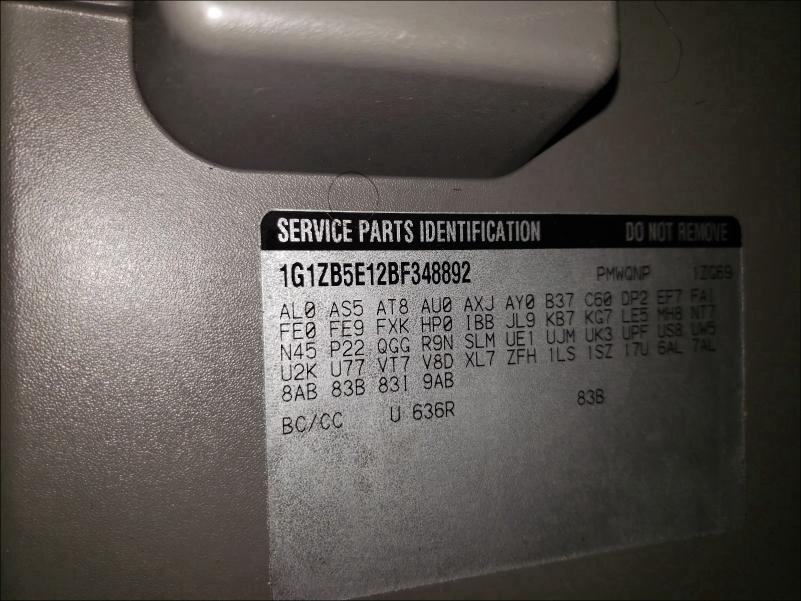 SERVICE PARTS IDENTIFICATION DO NOT REMOVE
1G1ZB5E12BF348892 PMWQNP 1ZG69
AL0 AS5 AT8 AU0 AXJ AY0 B37 C60 DP2 EF7 FAI
FE0 FE9 FXK HP0 IBB JL9 KB7 KG7 LE5 MH8 NT7
N45 P22 QGG R9N SLM UE1 UJM UK3 UPF US8 UW5
U2K U77 VT7 V8D XL7 ZFH 1LS 1SZ 17U 6AL 7AL
8AB 83B 83I 9AB
BC/CC U 636R 83B